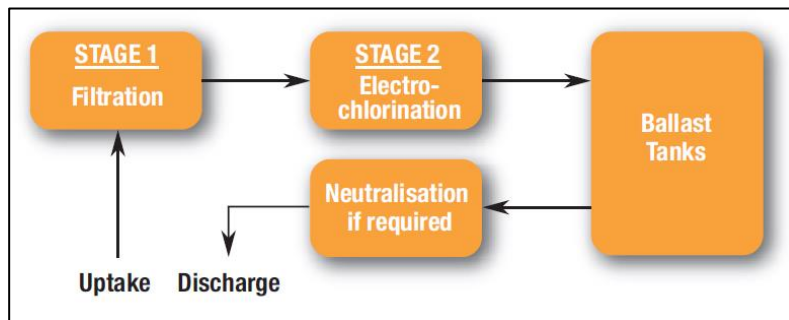 STAGE 1
Filtration
STAGE 2
Electro-
chlorination
Ballast
Tanks
Neutralisation
if required
Uptake
Discharge